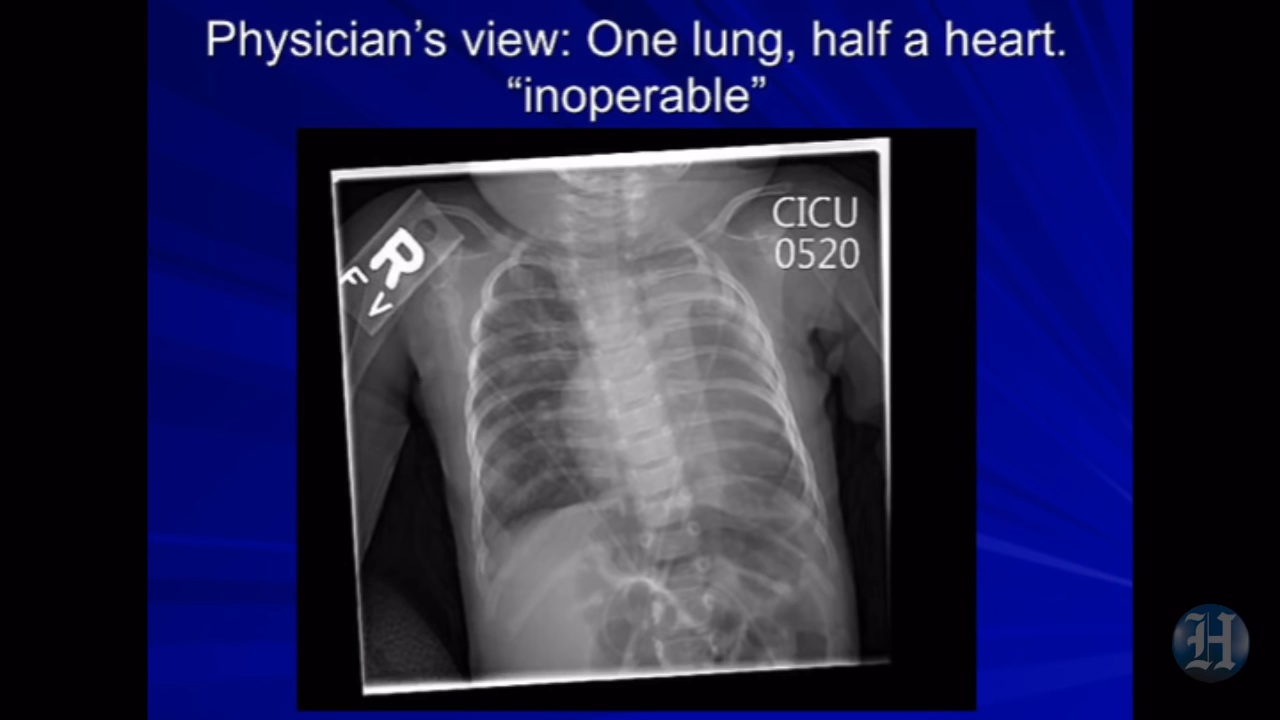 Physician’s view: One lung, half a heart.
“inoperable”
R
F
V
CICU
0520
H